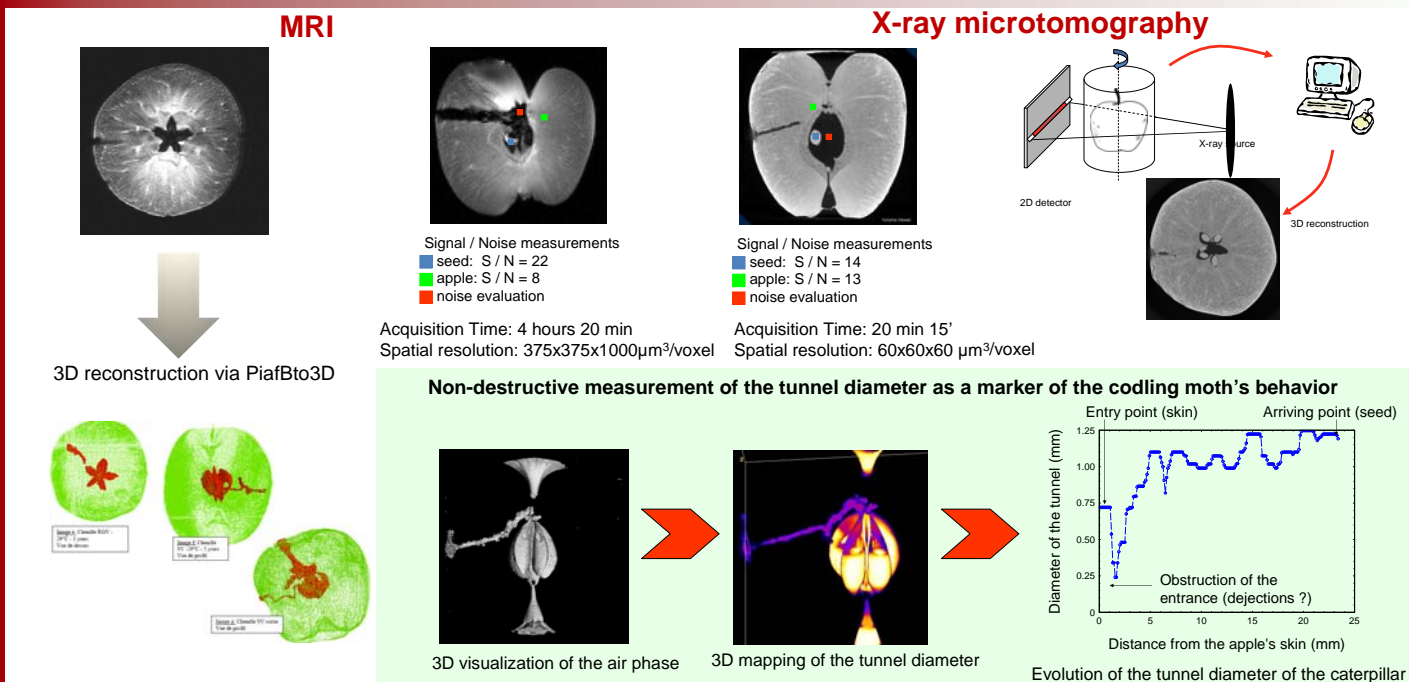 MRI
X-ray microtomography
Signal / Noise measurements
seed: S / N = 22
apple: S / N = 8
noise evaluation
Acquisition Time: 4 hours 20 min
Spatial resolution: 375x375x1000µm³/voxel
Signal / Noise measurements
seed: S / N = 14
apple: S / N = 13
noise evaluation
Acquisition Time: 20 min 15'
Spatial resolution: 60x60x60 µm³/voxel
X-ray source
2D detector
3D reconstruction
3D reconstruction via PiafBto3D
Vue de profil
Non-destructive measurement of the tunnel diameter as a marker of the codling moth's behavior
3D visualization of the air phase
3D mapping of the tunnel diameter
Entry point (skin)
Arriving point (seed)
Diameter of the tunnel (mm)
1.25
1.00
0.75
0.50
0.25
0.00
Obstruction of the
entrance (dejections ?)
0 5 10 15 20 25
Distance from the apple's skin (mm)
Evolution of the tunnel diameter of the caterpillar